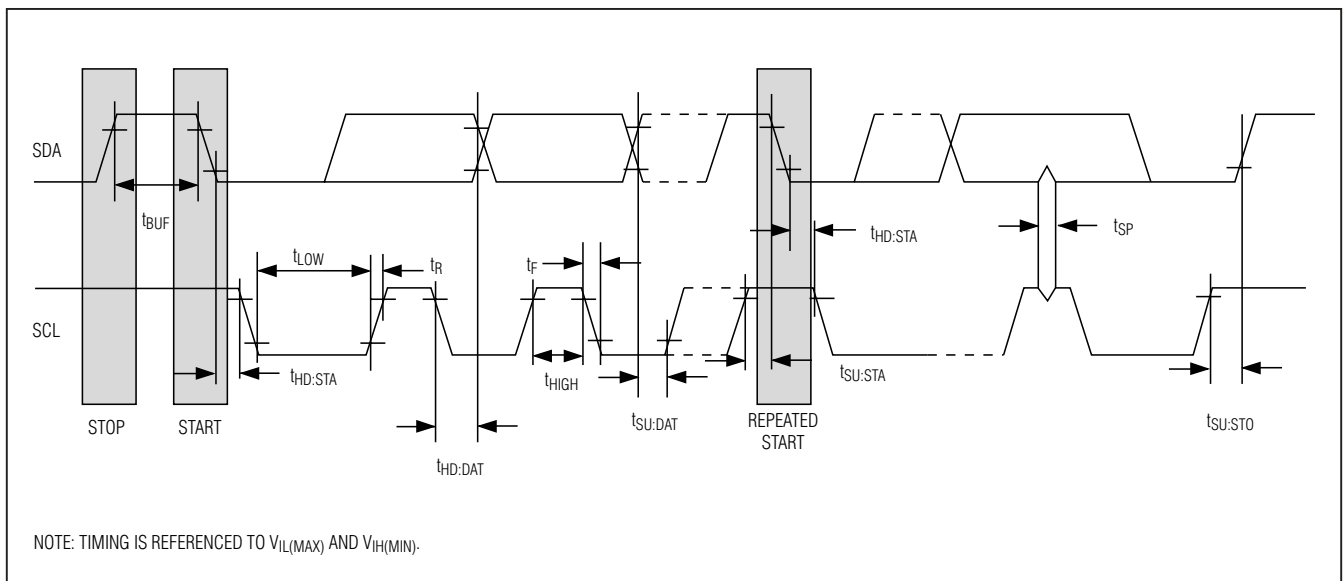 SDA
tBUF
tHD:STA
tSP
tLOW
tR
tF
SCL
tHD:STA
tHIGH
tSU:STA
STOP
START
tSU:DAT
REPEATED
START
tSU:STO
tHD:DAT
NOTE: TIMING IS REFERENCED TO VIL(MAX) AND VIH(MIN).